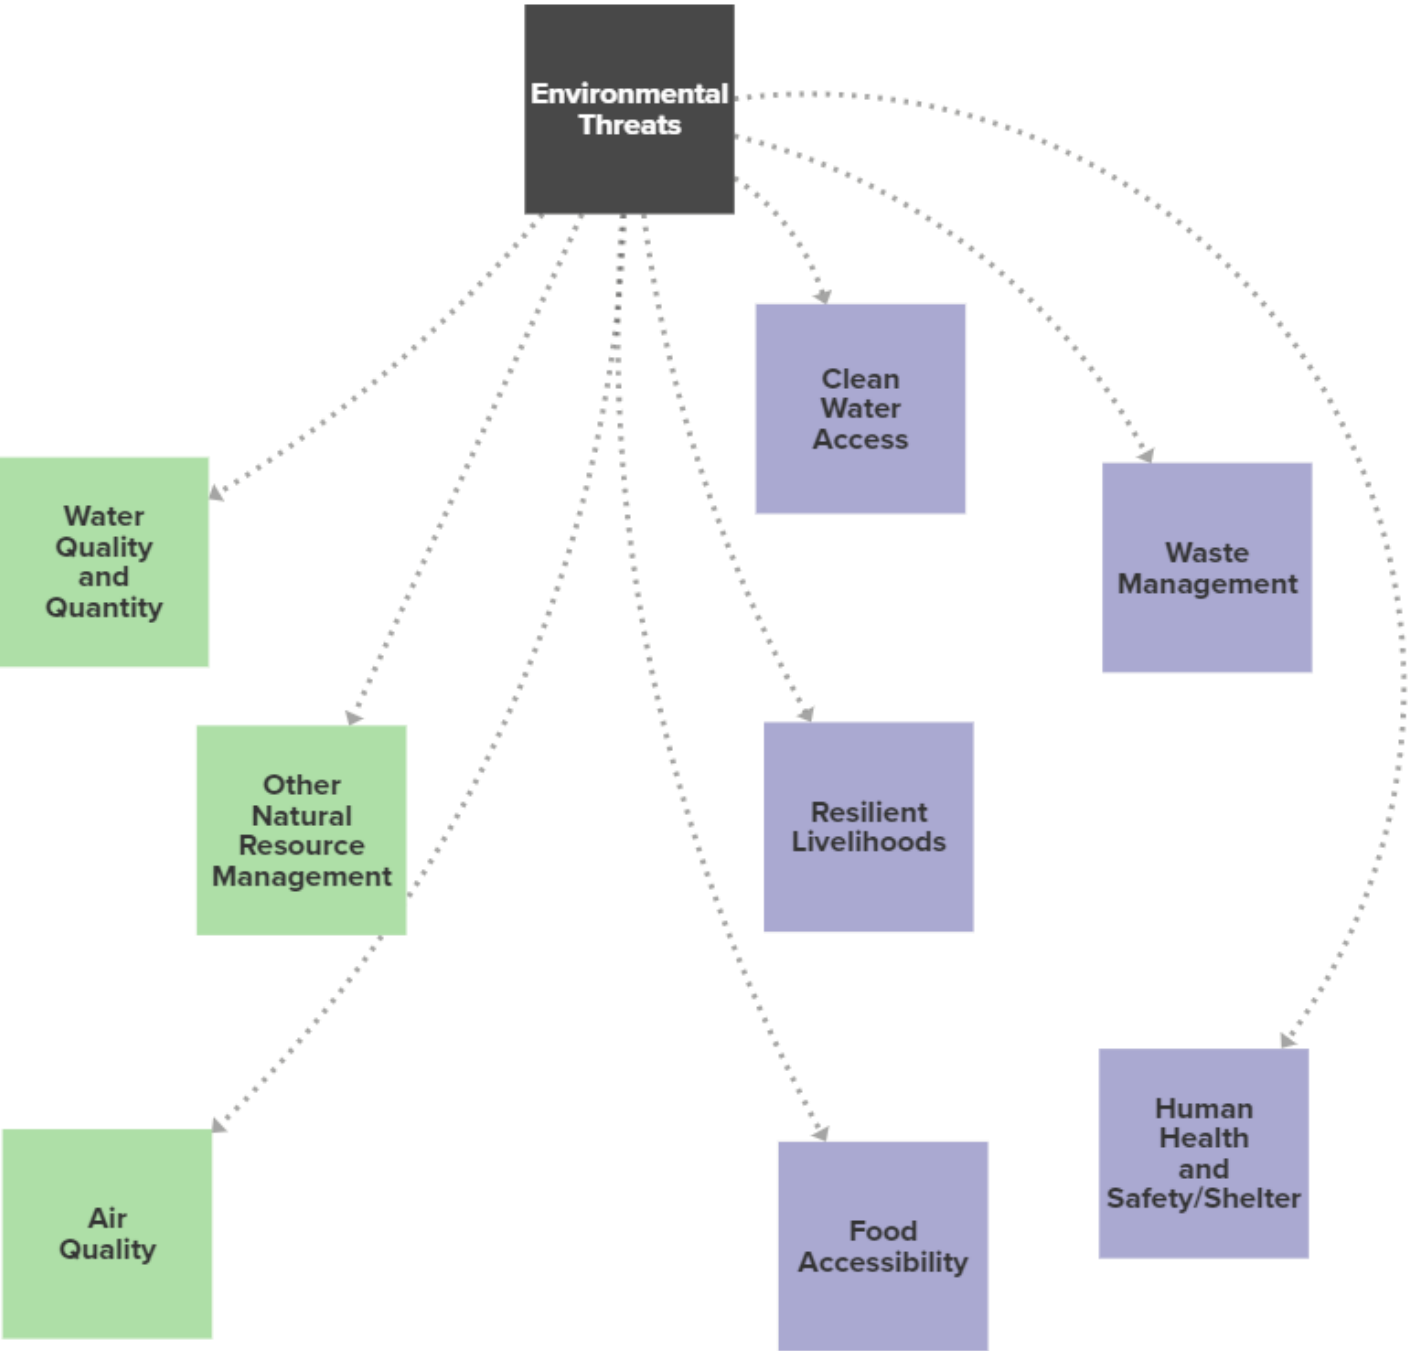 Environmental
Threats
Clean
Water
Access
Water
Quality
and
Quantity
Waste
Management
Other
Natural
Resource
Management
Resilient
Livelihoods
Human
Health
and
Safety/Shelter
Air
Quality
Food
Accessibility